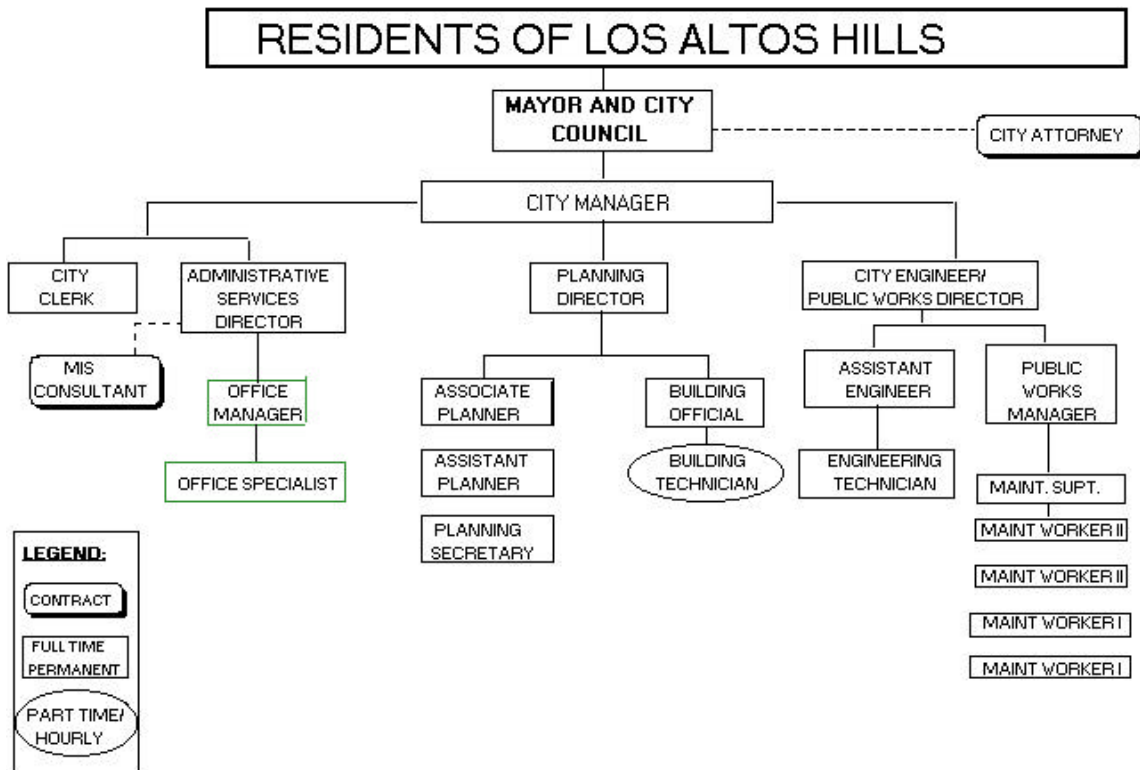 RESIDENTS OF LOS ALTOS HILLS
MAYOR AND CITY
COUNCIL
CITY ATTORNEY
CITY MANAGER
CITY
CLERK
ADMINISTRATIVE
SERVICES
DIRECTOR
PLANNING
DIRECTOR
CITY ENGINEER/
PUBLIC WORKS DIRECTOR
MIS
CONSULTANT
OFFICE
MANAGER
OFFICE SPECIALIST
ASSOCIATE
PLANNER
ASSISTANT
PLANNER
PLANNING
SECRETARY
BUILDING
OFFICIAL
BUILDING
TECHNICIAN
ASSISTANT
ENGINEER
ENGINEERING
TECHNICIAN
PUBLIC
WORKS
MANAGER
MAINT. SUPT.
MAINT WORKER II
MAINT WORKER II
MAINT WORKER I
MAINT WORKER I
LEGEND:
CONTRACT
FULL TIME
PERMANENT
PART TIME/
HOURLY